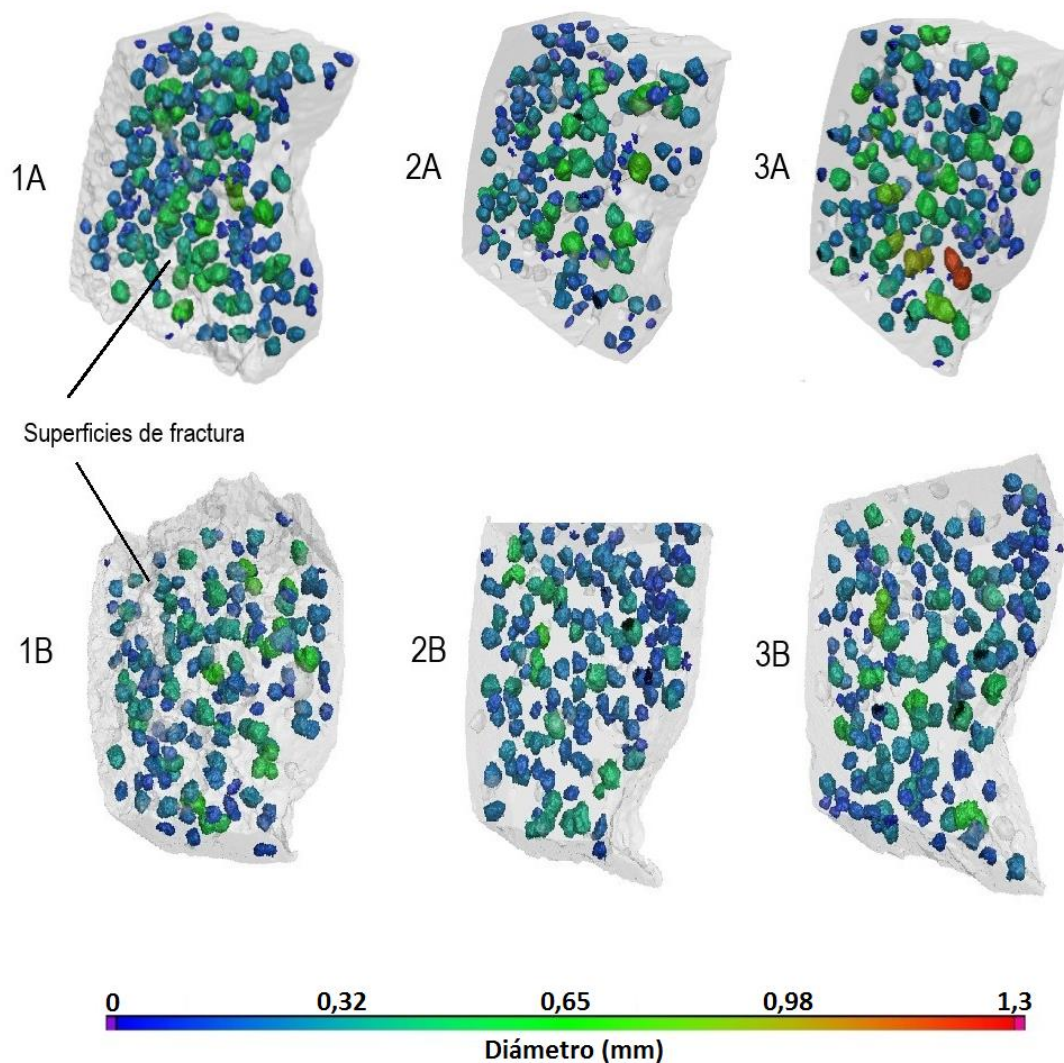 1A
2A
3A
Superficies de fractura
1B
2B
3B
0 0,32 0,65 0,98 1,3
Diámetro (mm)